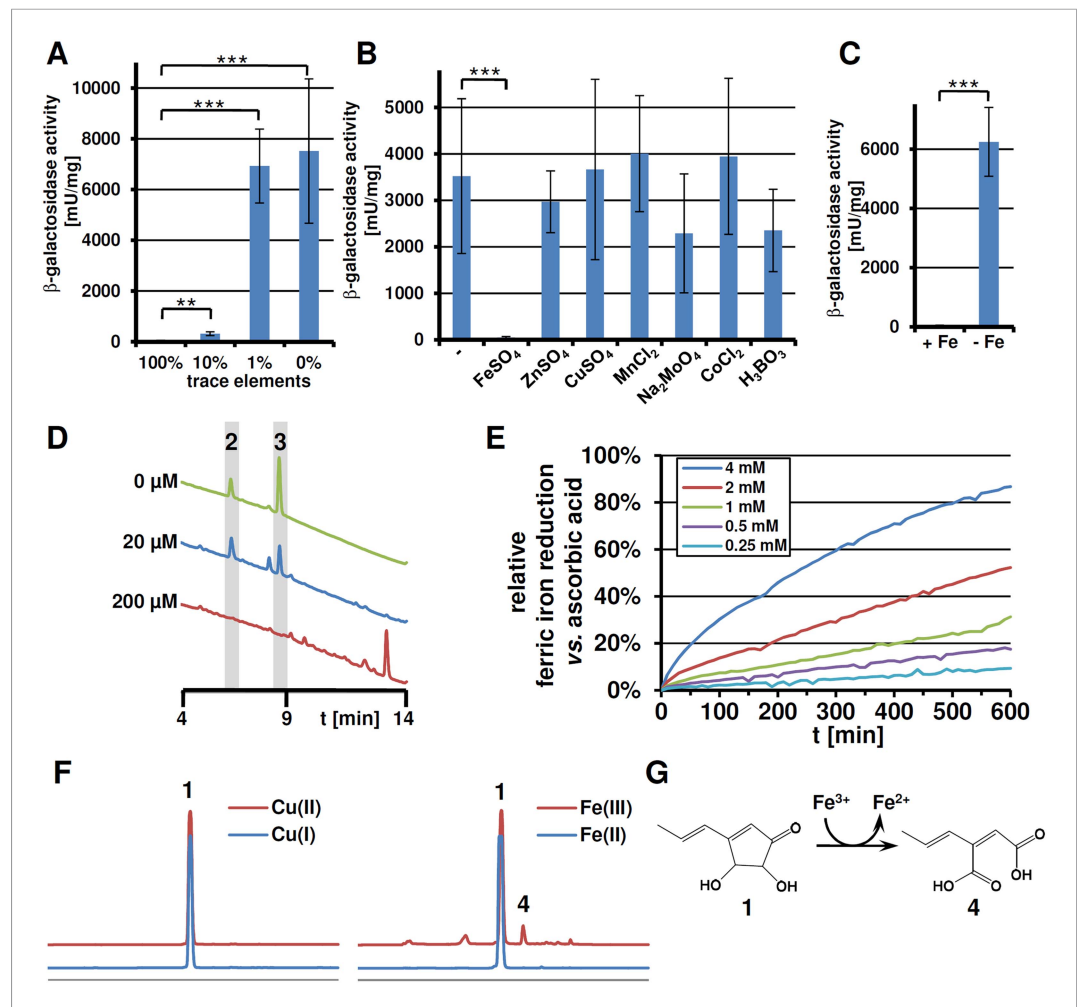 A
β-galactosidase activity
[mU/mg]
10000
8000
6000
4000
2000
0
***
***
**
100% 10% 1% 0%
trace elements
B
β-galactosidase activity
[mU/mg]
5000
4000
3000
2000
1000
0
***
-
FeSO4
ZnSO4
CuSO4
MnCl2
Na2MoO4
CoCl2
H3BO3
C
β-galactosidase activity
[mU/mg]
6000
4000
2000
0
***
+ Fe - Fe
D
2 3
0 µM
20 µM
200 µM
4 9 14
t [min]
E
relative
ferric iron reduction
vs. ascorbic acid
100%
80%
60%
40%
20%
0%
4 mM
2 mM
1 mM
0.5 mM
0.25 mM
0 100 200 300 400 500 600
t [min]
F
1
Cu(II)
Cu(I)
1
4
Fe(III)
Fe(II)
G
Fe3+ Fe2+
O
HO OH
1
O
OH
HO O
4